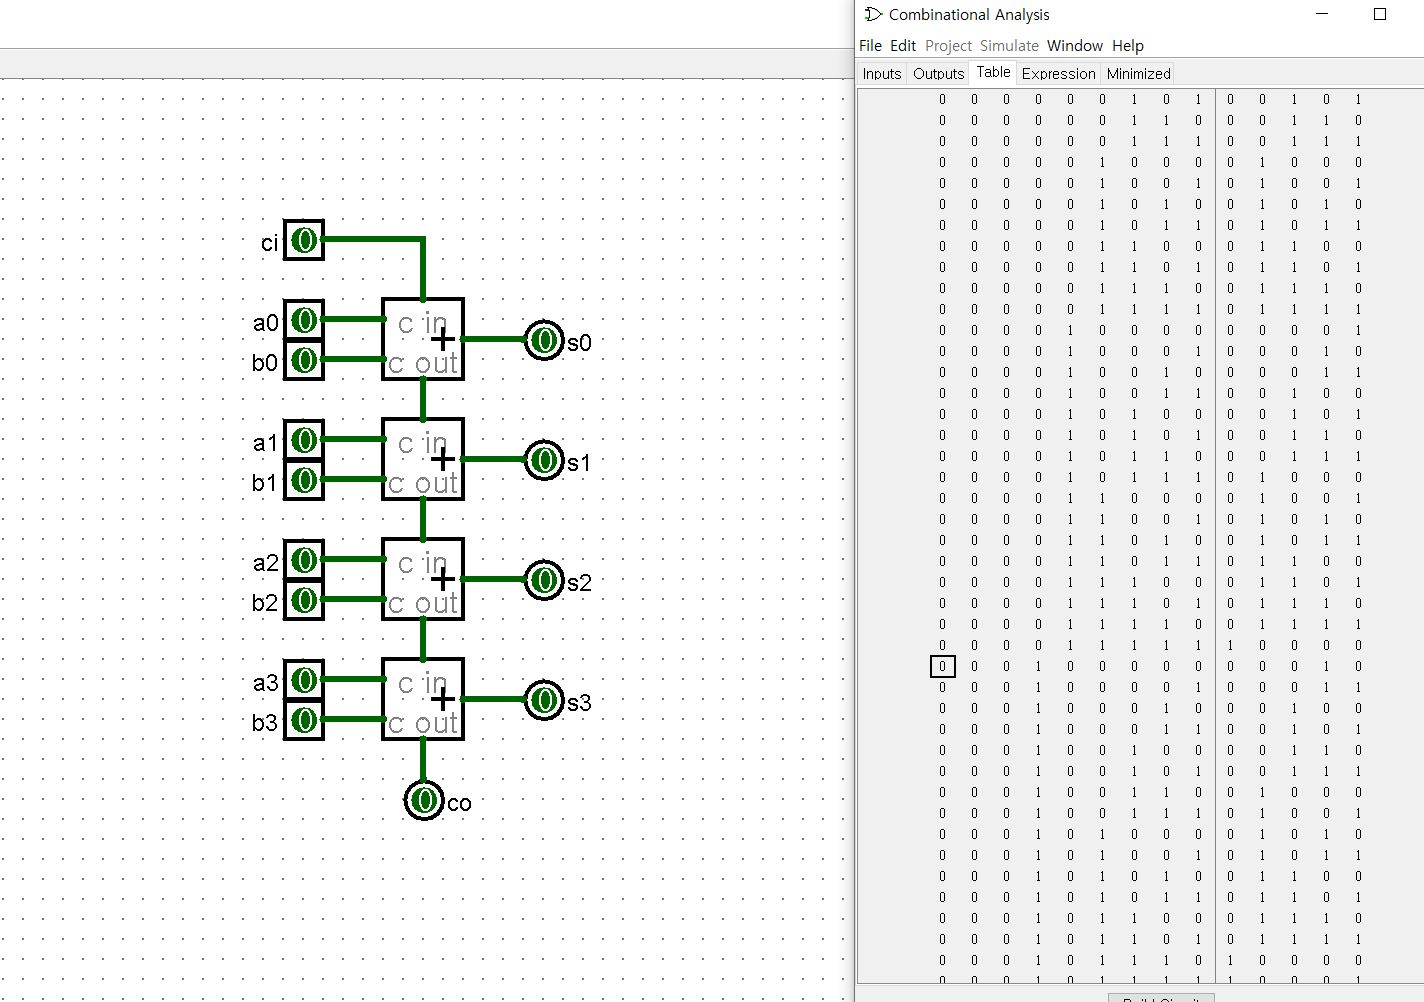 Combinational Analysis
File Edit Project Simulate Window Help
Inputs Outputs Table Expression Minimized
ci 0
a0 0
b0 0
c in
+
c out
0 s0
a1 0
b1 0
c in
+
c out
0 s1
a2 0
b2 0
c in
+
c out
0 s2
a3 0
b3 0
c in
+
c out
0 s3
0 co
0 0 0 0 0 0 1 0 1 0 0 1 0 1
0 0 0 0 0 0 1 1 0 0 0 1 1 0
0 0 0 0 0 0 1 1 1 0 0 1 1 1
0 0 0 0 0 1 0 0 0 0 1 0 0 0
0 0 0 0 0 1 0 0 1 0 1 0 0 1
0 0 0 0 0 1 0 1 0 0 1 0 1 0
0 0 0 0 0 1 0 1 1 0 1 0 1 1
0 0 0 0 0 1 1 0 0 0 1 1 0 0
0 0 0 0 0 1 1 0 1 0 1 1 0 1
0 0 0 0 0 1 1 1 0 0 1 1 1 0
0 0 0 0 0 1 1 1 1 0 1 1 1 1
0 0 0 0 1 0 0 0 0 0 0 0 0 1
0 0 0 0 1 0 0 0 1 0 0 0 1 0
0 0 0 0 1 0 0 1 0 0 0 0 1 1
0 0 0 0 1 0 0 1 1 0 0 1 0 0
0 0 0 0 1 0 1 0 0 0 0 1 0 1
0 0 0 0 1 0 1 0 1 0 0 1 1 0
0 0 0 0 1 0 1 1 0 0 0 1 1 1
0 0 0 0 1 0 1 1 1 0 1 0 0 0
0 0 0 0 1 1 0 0 0 0 1 0 0 1
0 0 0 0 1 1 0 0 1 0 1 0 1 0
0 0 0 0 1 1 0 1 0 0 1 0 1 1
0 0 0 0 1 1 0 1 1 0 1 1 0 0
0 0 0 0 1 1 1 0 0 0 1 1 0 1
0 0 0 0 1 1 1 0 1 0 1 1 1 0
0 0 0 0 1 1 1 1 0 0 1 1 1 1
0 0 0 0 1 1 1 1 1 1 0 0 0 0
0 0 0 1 0 0 0 0 0 0 0 0 1 0
0 0 0 1 0 0 0 0 1 0 0 0 1 1
0 0 0 1 0 0 0 1 0 0 0 1 0 0
0 0 0 1 0 0 0 1 1 0 0 1 0 1
0 0 0 1 0 0 1 0 0 0 0 1 1 0
0 0 0 1 0 0 1 0 1 0 0 1 1 1
0 0 0 1 0 0 1 1 0 0 1 0 0 0
0 0 0 1 0 0 1 1 1 0 1 0 0 1
0 0 0 1 0 1 0 0 0 0 1 0 1 0
0 0 0 1 0 1 0 0 1 0 1 0 1 1
0 0 0 1 0 1 0 1 0 0 1 1 0 0
0 0 0 1 0 1 0 1 1 0 1 1 0 1
0 0 0 1 0 1 1 0 0 0 1 1 1 0
0 0 0 1 0 1 1 0 1 0 1 1 1 1
0 0 0 1 0 1 1 1 0 1 0 0 0 0